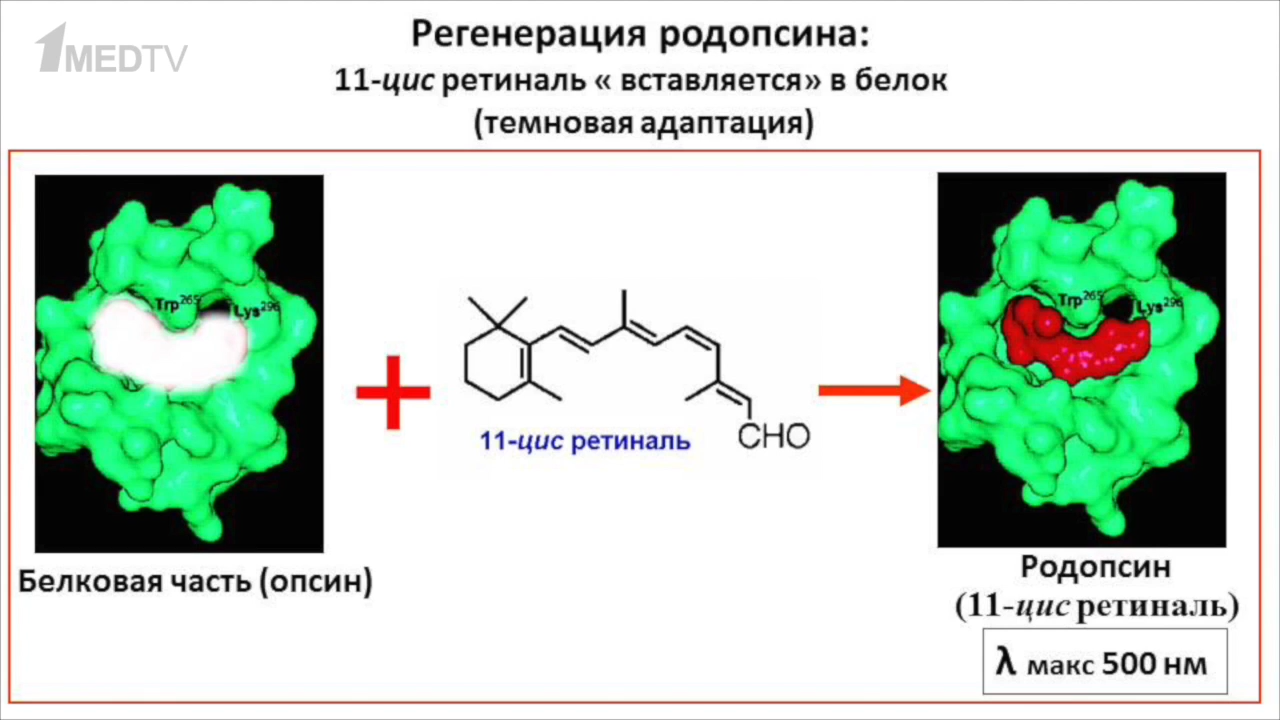 1MEDTV
Регенерация родопсина:
11-цис ретиналь « вставляется» в белок
(темновая адаптация)
Trp265
Lys296
11-цис ретиналь
CHO
Trp265
Lys296
Белковая часть (опсин)
Родопсин
(11-цис ретиналь)
λ макс 500 нм